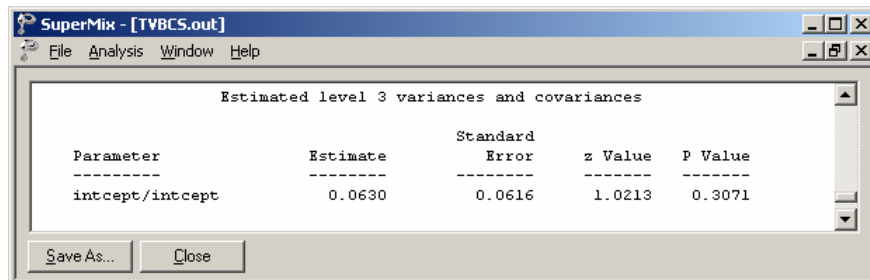 SuperMix - [TVBCS.out]
File Analysis Window Help
Estimated level 3 variances and covariances
Standard
Parameter Estimate Error z Value P Value
--------- -------- -------- ------- -------
intcept/intcept 0.0630 0.0616 1.0213 0.3071
Save As... Close